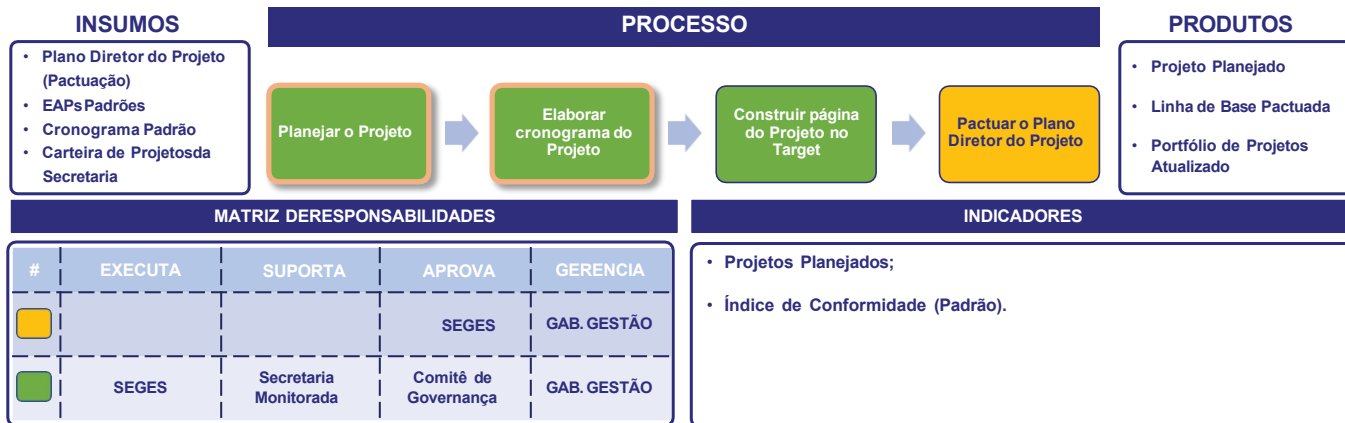 INSUMOS
• Plano Diretor do Projeto
(Pactuação)
• EAPs Padrões
• Cronograma Padrão
• Carteira de Projetosda
Secretaria
PROCESSO
Planejar o Projeto
Elaborar
cronograma do
Projeto
Construir página
do Projeto no
Target
Pactuar o Plano
Diretor do Projeto
PRODUTOS
• Projeto Planejado
• Linha de Base Pactuada
• Portfólio de Projetos
Atualizado
MATRIZ DERESPONSABILIDADES
# EXECUTA SUPORTA APROVA GERENCIA
SEGES GAB. GESTÃO
SEGES Secretaria
Monitorada Comitê de
Governança GAB. GESTÃO
INDICADORES
• Projetos Planejados;
• Índice de Conformidade (Padrão).